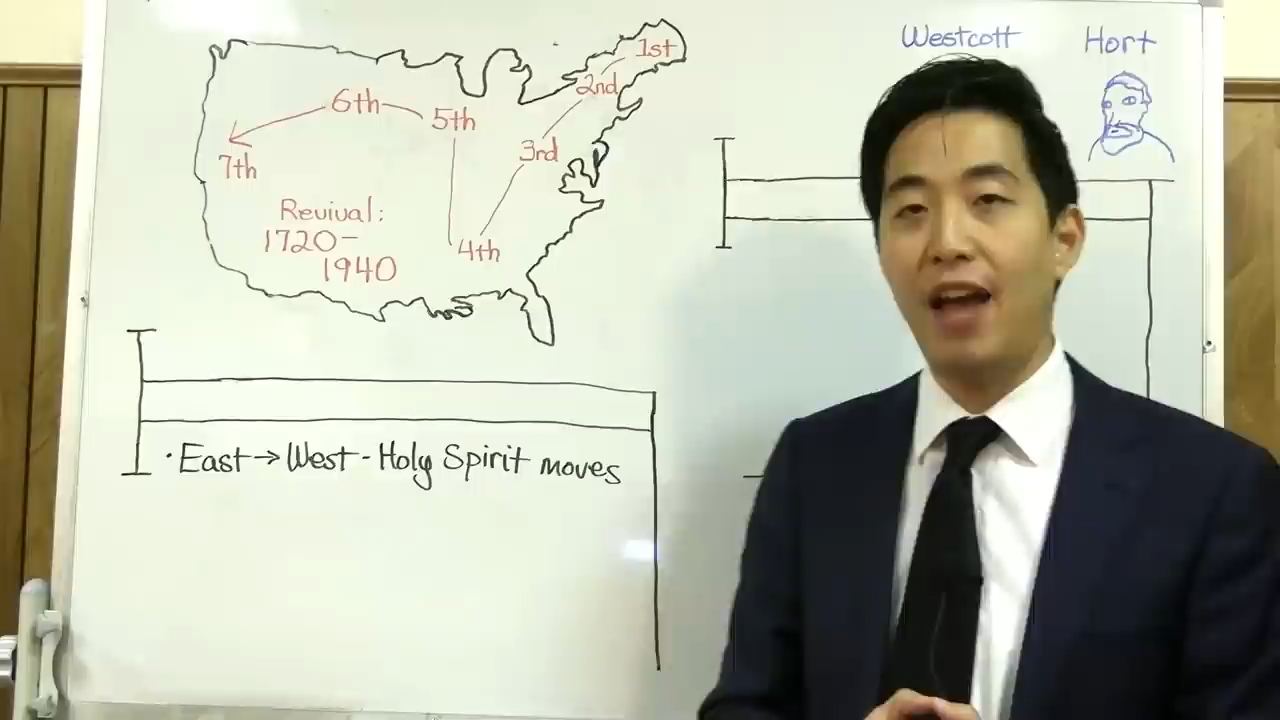 1st
2nd
3rd
4th
5th
6th
7th
Revival:
1720-
1940
· East → West - Holy Spirit moves
Westcott
Hort